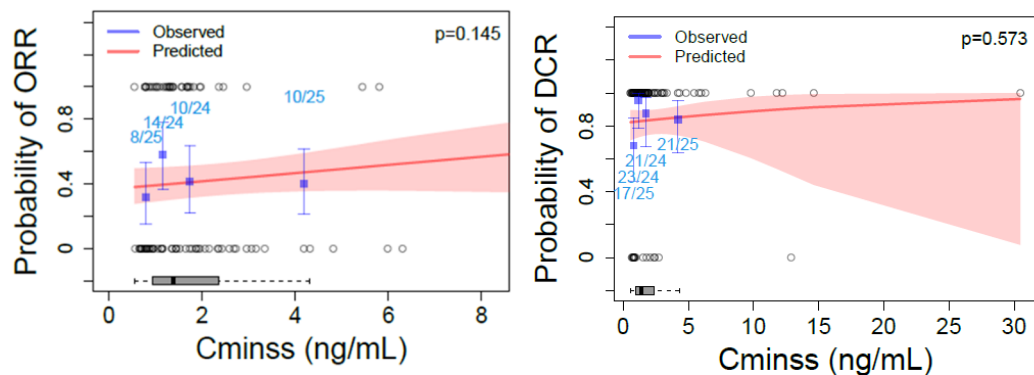 Observed
Predicted
p=0.145
Probability of ORR
0.8
0.4
0
10/24
10/25
14/24
8/25
0
2
4
6
8
Cminss (ng/mL)
Observed
Predicted
p=0.573
Probability of DCR
0.8
0.4
0
21/25
21/24
23/24
17/25
0
5
10
15
20
25
30
Cminss (ng/mL)